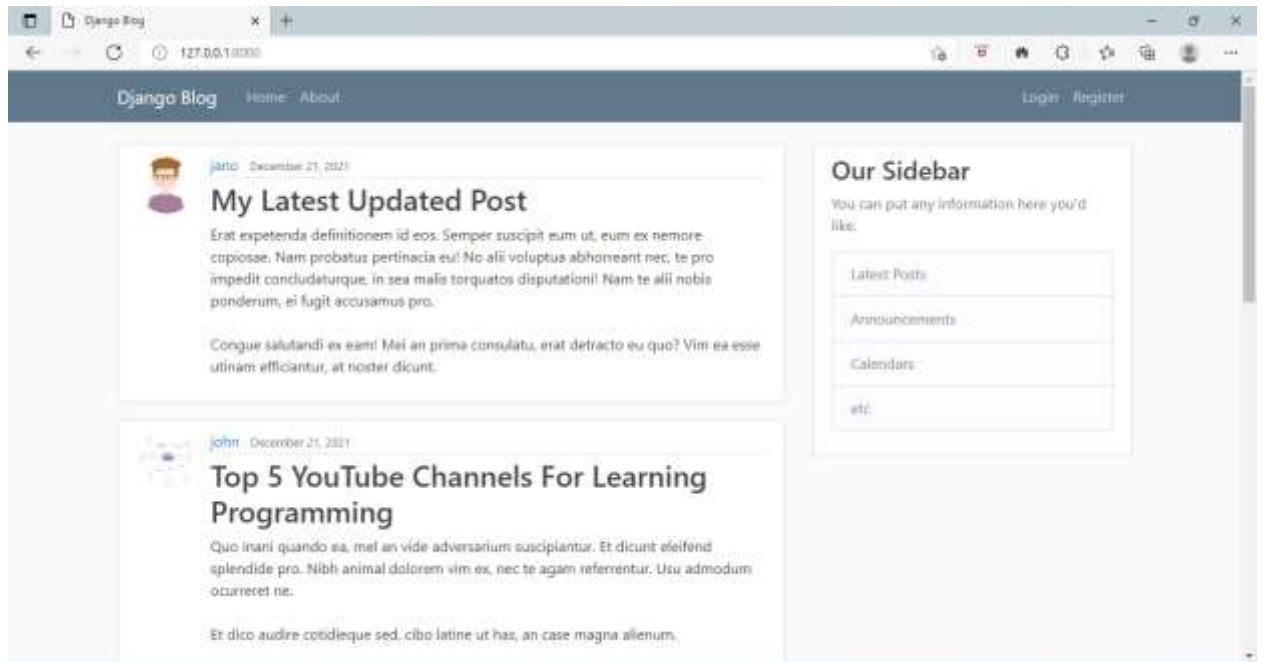 Django Blog
127.0.0.1:8000
Django Blog Home About Login Register
December 21, 2021
My Latest Updated Post
Erat expetenda definitionem id eos. Semper suscipit eum ut, eum ex nemore
copiosae. Nam probatus pertinacia eu! No alii voluptua abhorreant nec, te pro
impedit concludaturque, in sea malis torquatos disputationi! Nam te alii nobis
ponderum, ei fugit accusamus pro.
Congue salutandi ex eam! Mei an prima consulatu, erat detracto eu quo? Vim ea esse
utinam efficiantur, at noster dicunt.
john December 21, 2021
Top 5 YouTube Channels For Learning
Programming
Quo inani quando ea, mel an vide adversarium suscipiantur. Et dicunt eleifend
splendide pro. Nibh animal dolorem vim ex, nec te agam referrentur. Usu admodum
ocurreret ne.
Et dico audire cotidieque sed, cibo latine ut has, an case magna alienum.
Our Sidebar
You can put any information here you'd
like.
Latest Posts
Announcements
Calendars
etc